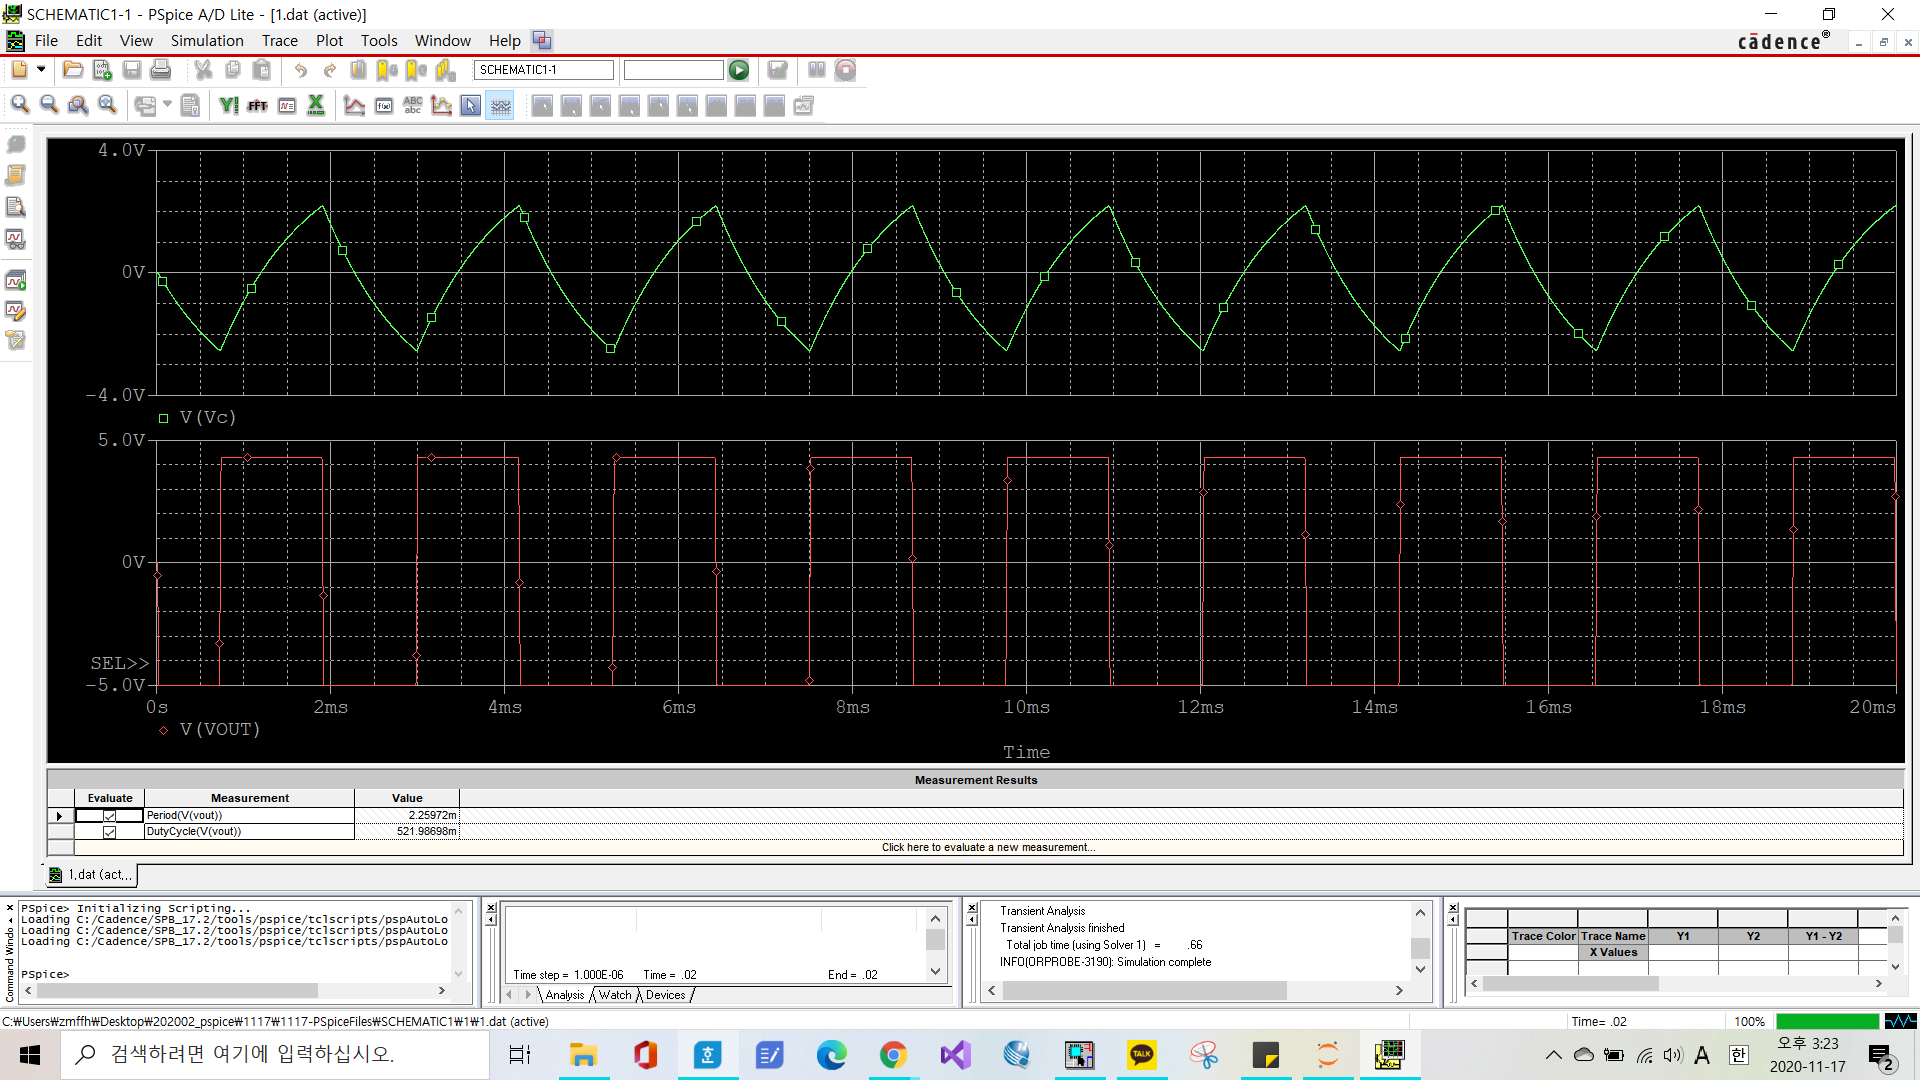 SCHEMATIC1-1 - PSpice A/D Lite - [1.dat (active)]
File Edit View Simulation Trace Plot Tools Window Help
cādence®
SCHEMATIC1-1
FFT
ABC
abc
4.0V
0V
-4.0V
V(Vc)
5.0V
0V
SEL>>
-5.0V
0s 2ms 4ms 6ms 8ms 10ms 12ms 14ms 16ms 18ms 20ms
V(VOUT)
Time
Measurement Results
Evaluate Measurement Value
Period(V(vout)) 2.25972m
DutyCycle(V(vout)) 521.98698m
Click here to evaluate a new measurement...
1.dat (act...
Command Windo
PSpice> Initializing Scripting...
Loading C:/Cadence/SPB_17.2/tools/pspice/tclscripts/pspAutoLo
Loading C:/Cadence/SPB_17.2/tools/pspice/tclscripts/pspAutoLo
Loading C:/Cadence/SPB_17.2/tools/pspice/tclscripts/pspAutoLo
PSpice>
Time step = 1.000E-06 Time = .02 End = .02
Analysis Watch Devices
Transient Analysis
Transient Analysis finished
Total job time (using Solver 1) = .66
INFO(ORPROBE-3190): Simulation complete
Trace Color Trace Name Y1 Y2 Y1 - Y2
X Values
C:₩Users₩zmffh₩Desktop₩202002_pspice₩1117₩1117-PSpiceFiles₩SCHEMATIC1₩1₩1.dat (active)
Time= .02 100%
검색하려면 여기에 입력하십시오.
TALK
A 한
오후 3:23
2020-11-17
2